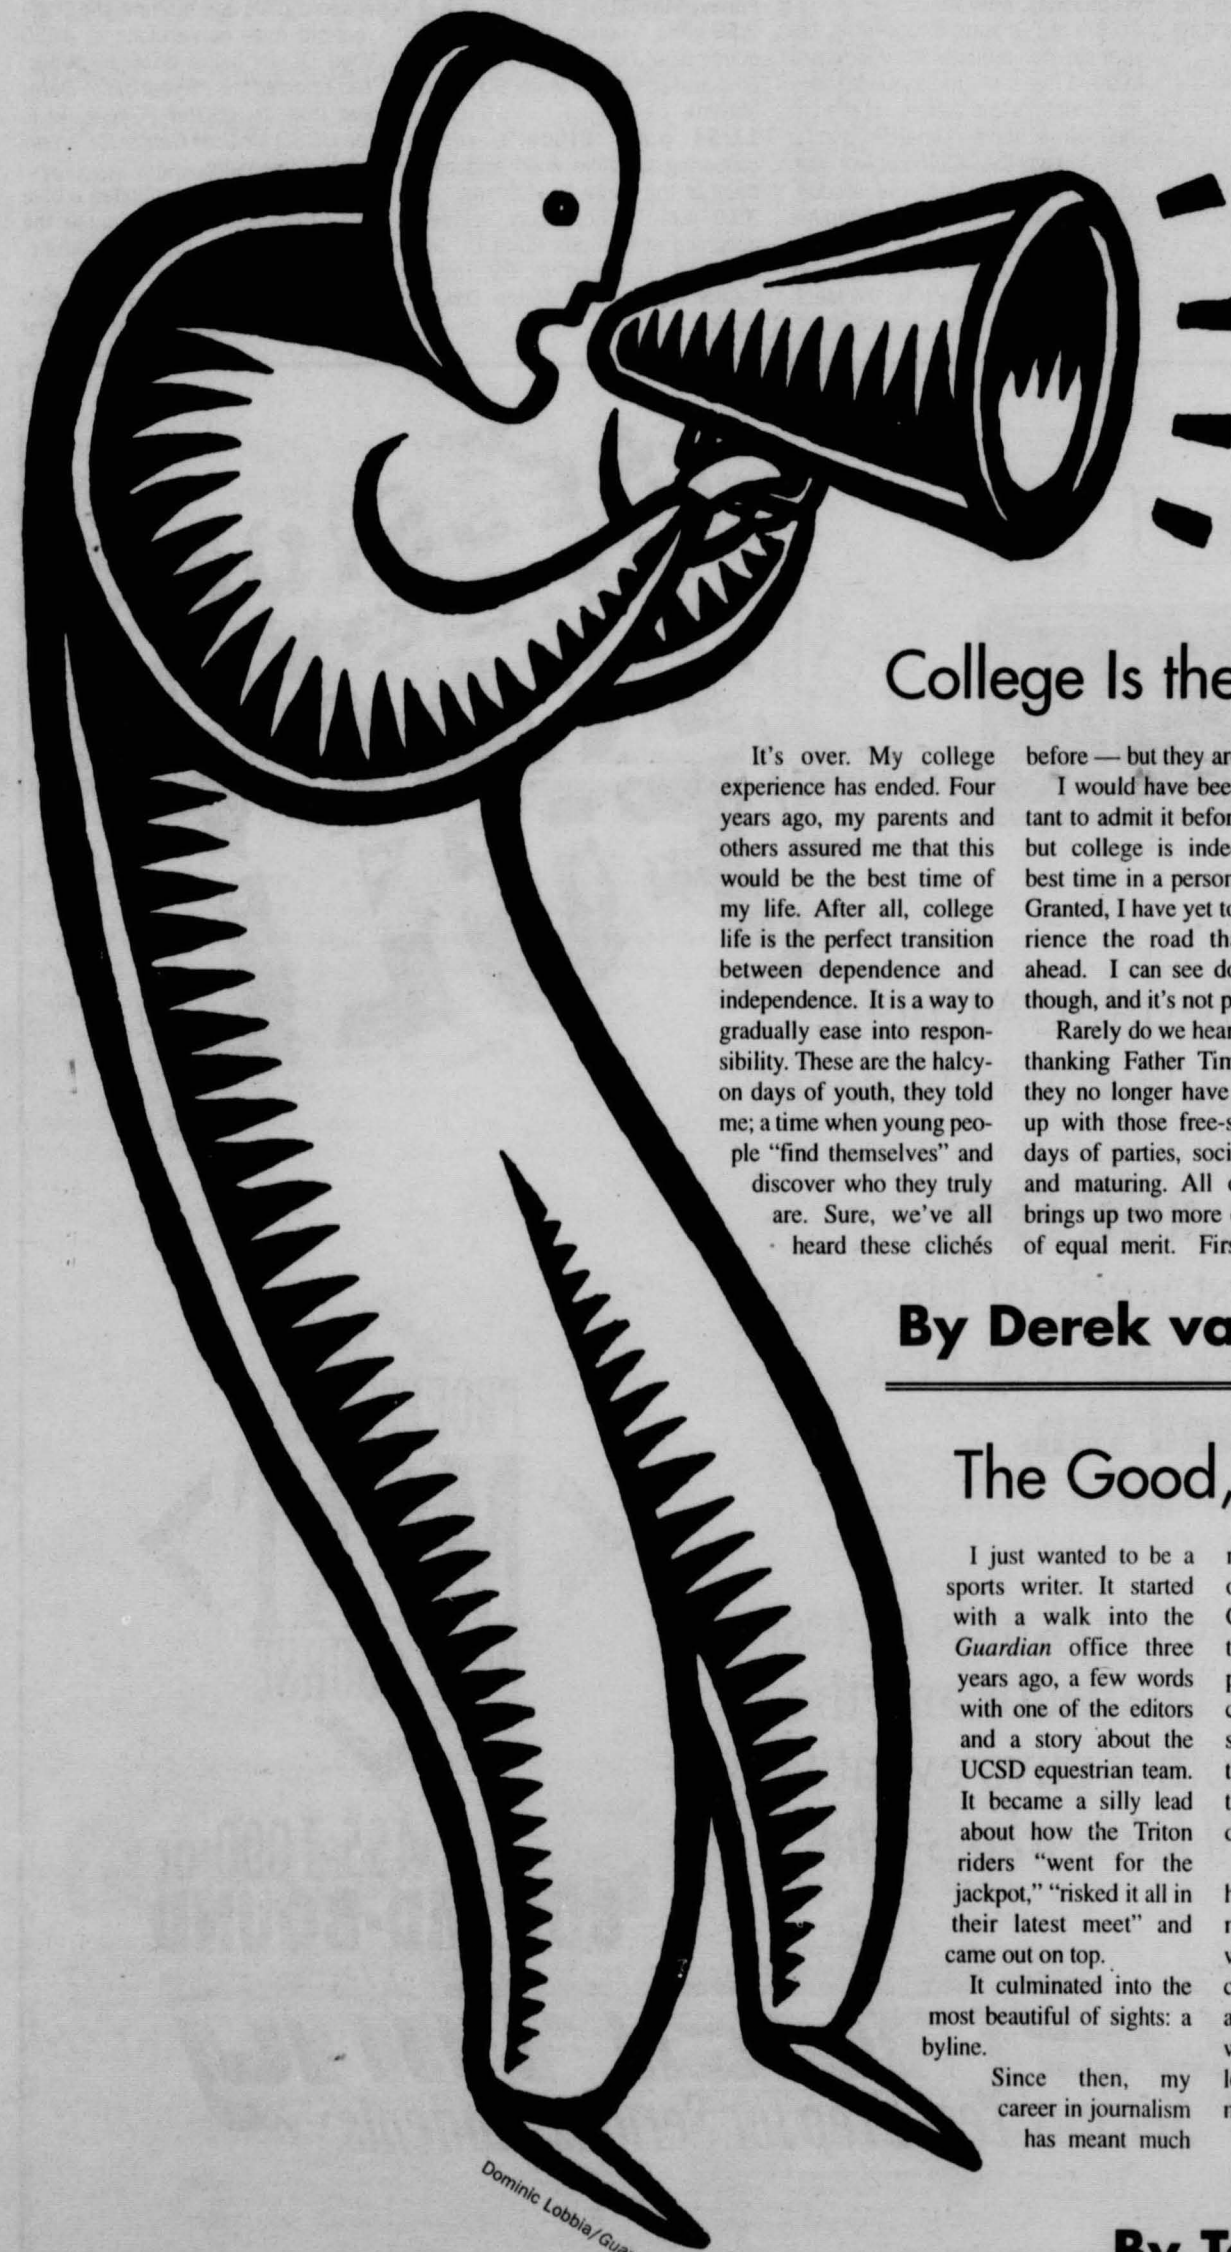 College Is the
It's over. My college
experience has ended. Four
years ago, my parents and
others assured me that this
would be the best time of
my life. After all, college
life is the perfect transition
between dependence and
independence. It is a way to
gradually ease into respon-
sibility. These are the halcy-
on days of youth, they told
me; a time when young peo-
ple “find themselves” and
discover who they truly
are. Sure, we've all
heard these clichés
before — but they ar
I would have bee
tant to admit it befor
but college is inde
best time in a person
Granted, I have yet to
rience the road th
ahead. I can see do
though, and it's not p
Rarely do we hear
thanking Father Tim
they no longer have
up with those free-s
days of parties, soci
and maturing. All
brings up two more
of equal merit. Firs
By Derek va
The Good,
I just wanted to be a
sports writer. It started
with a walk into the
Guardian office three
years ago, a few words
with one of the editors
and a story about the
UCSD equestrian team.
It became a silly lead
about how the Triton
riders “went for the
jackpot,” “risked it all in
their latest meet” and
came out on top.
It culminated into the
most beautiful of sights: a
byline.
Since then, my
career in journalism
has meant much
Dominic Lobbia/Guar
By T